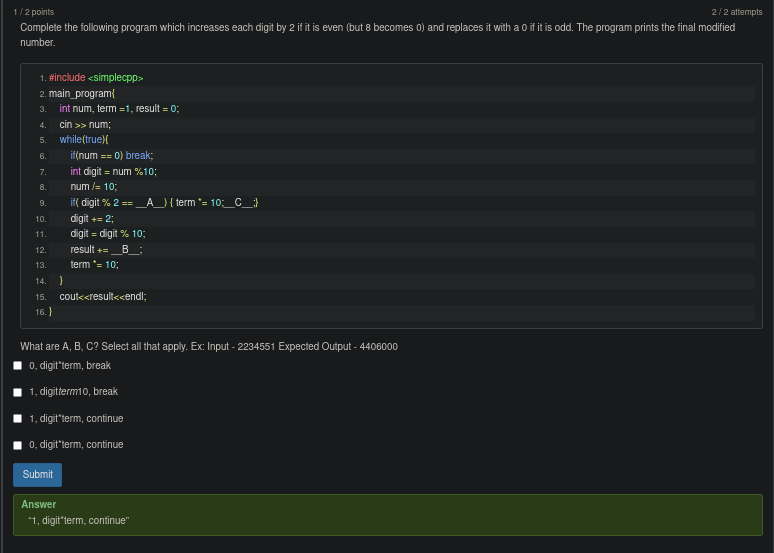 1 / 2 points
2 / 2 attempts
Complete the following program which increases each digit by 2 if it is even (but 8 becomes 0) and replaces it with a 0 if it is odd. The program prints the final modified
number.
1. #include <simplecpp>
2. main_program{
3. int num, term =1, result = 0;
4. cin >> num;
5. while(true){
6. if(num == 0) break;
7. int digit = num %10;
8. num /= 10;
9. if( digit % 2 == __A__) { term *= 10;__C__;}
10. digit += 2;
11. digit = digit % 10;
12. result += __B__;
13. term *= 10;
14. }
15. cout<<result<<endl;
16. }
What are A, B, C? Select all that apply. Ex: Input - 2234551 Expected Output - 4406000
0, digit*term, break
1, digitterm10, break
1, digit*term, continue
0, digit*term, continue
Submit
Answer
"1, digit*term, continue"